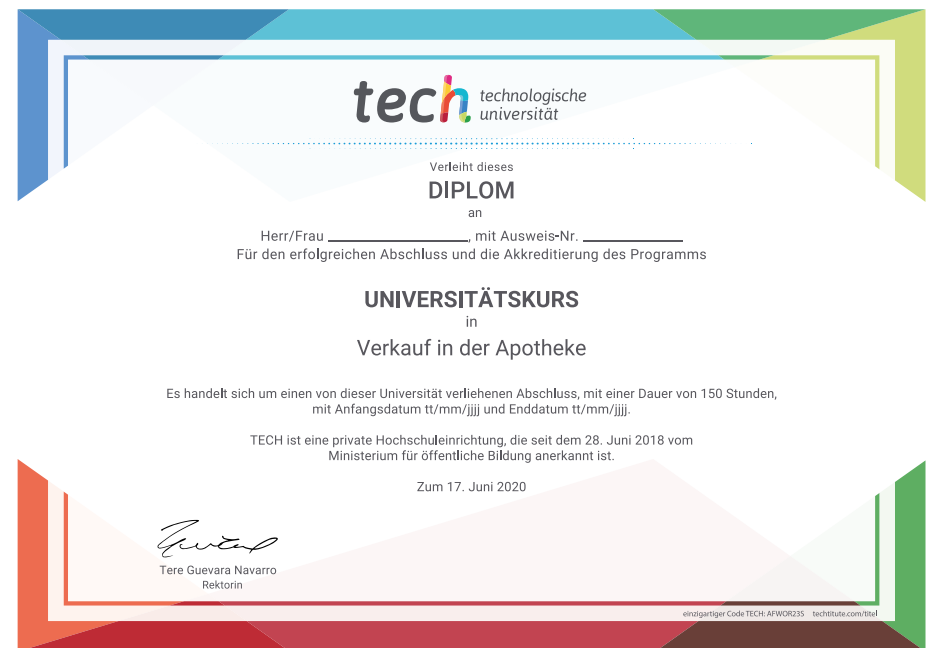 tech technologische
universität
Verleiht dieses
DIPLOM
an
Herr/Frau ____________, mit Ausweis-Nr. ____________
Für den erfolgreichen Abschluss und die Akkreditierung des Programms
UNIVERSITÄTSKURS
in
Verkauf in der Apotheke
Es handelt sich um einen von dieser Universität verliehenen Abschluss, mit einer Dauer von 150 Stunden,
mit Anfangsdatum tt/mm/jjjj und Enddatum tt/mm/jjjj.
TECH ist eine private Hochschuleinrichtung, die seit dem 28. Juni 2018 vom
Ministerium für öffentliche Bildung anerkannt ist.
Zum 17. Juni 2020
Tere Guevara Navarro
Rektorin
einzigartiger Code TECH: AFWOR23S techtitute.com/titel